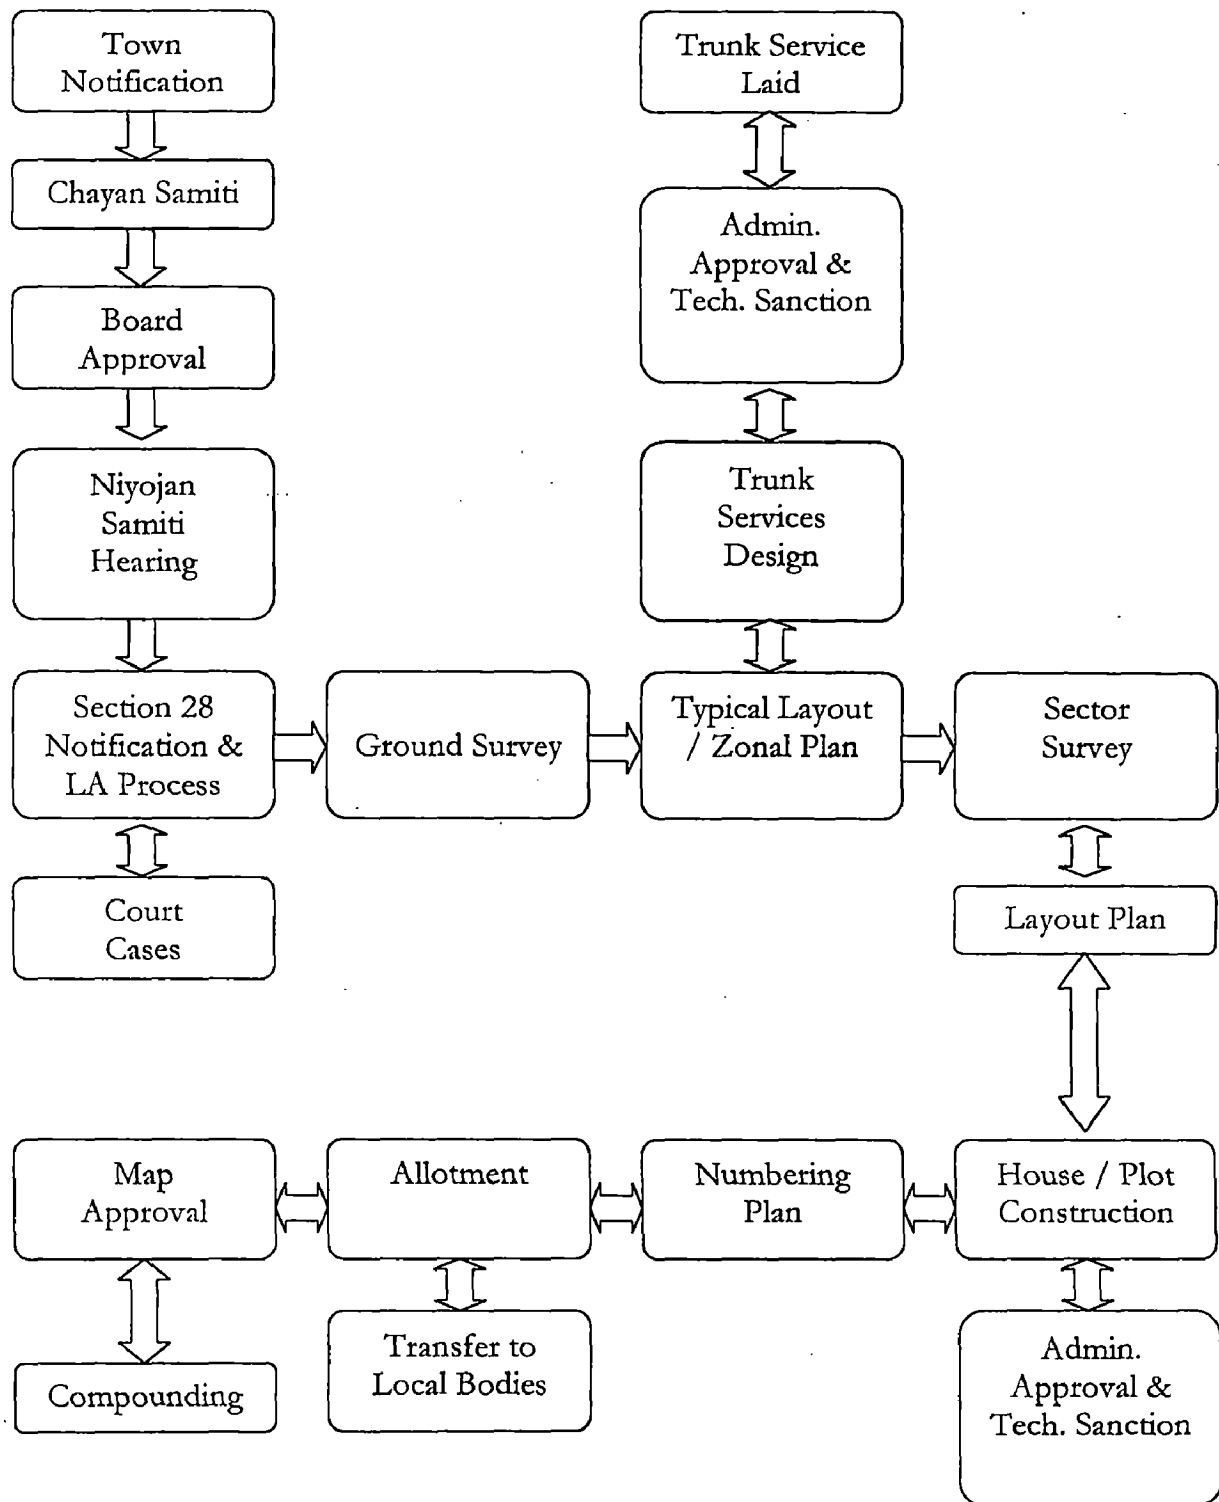 Town
Notification
Trunk Service
Laid
Chayan Samiti
Admin.
Approval &
Tech. Sanction
Board
Approval
Niyojan
Samiti
Hearing
Trunk
Services
Design
Section 28
Notification &
LA Process
Ground Survey
Typical Layout
/ Zonal Plan
Sector
Survey
Court
Cases
Layout Plan
Map
Approval
Allotment
Numbering
Plan
House / Plot
Construction
Compounding
Transfer to
Local Bodies
Admin.
Approval &
Tech. Sanction